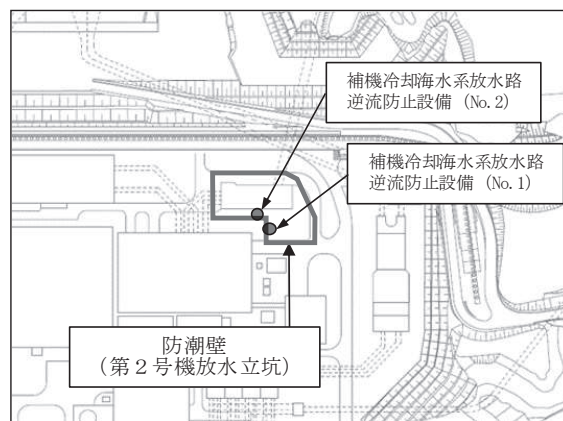 補機冷却海水系放水路
逆流防止設備 (No.2)
補機冷却海水系放水路
逆流防止設備 (No.1)
防潮壁
(第２号機放水立坑)